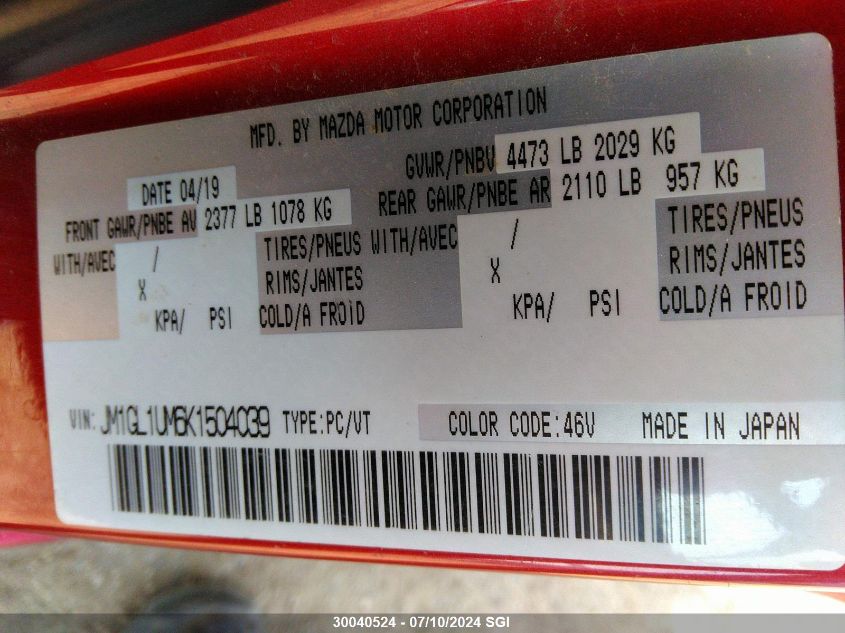 MFD. BY MAZDA MOTOR CORPORATION
DATE 04/19 GVWR/PNBV 4473 LB 2029 KG
FRONT GAWR/PNBE AV 2377 LB 1078 KG REAR GAWR/PNBE AR 2110 LB 957 KG
WITH/AVEC / TIRES/PNEUS WITH/AVEC / TIRES/PNEUS
X RIMS/JANTES X RIMS/JANTES
KPA/ PSI COLD/A FROID KPA/ PSI COLD/A FROID
VIN: JM1GL1UM6K1504039 TYPE:PC/VT COLOR CODE:46V MADE IN JAPAN
30040524 - 07/10/2024 SGI